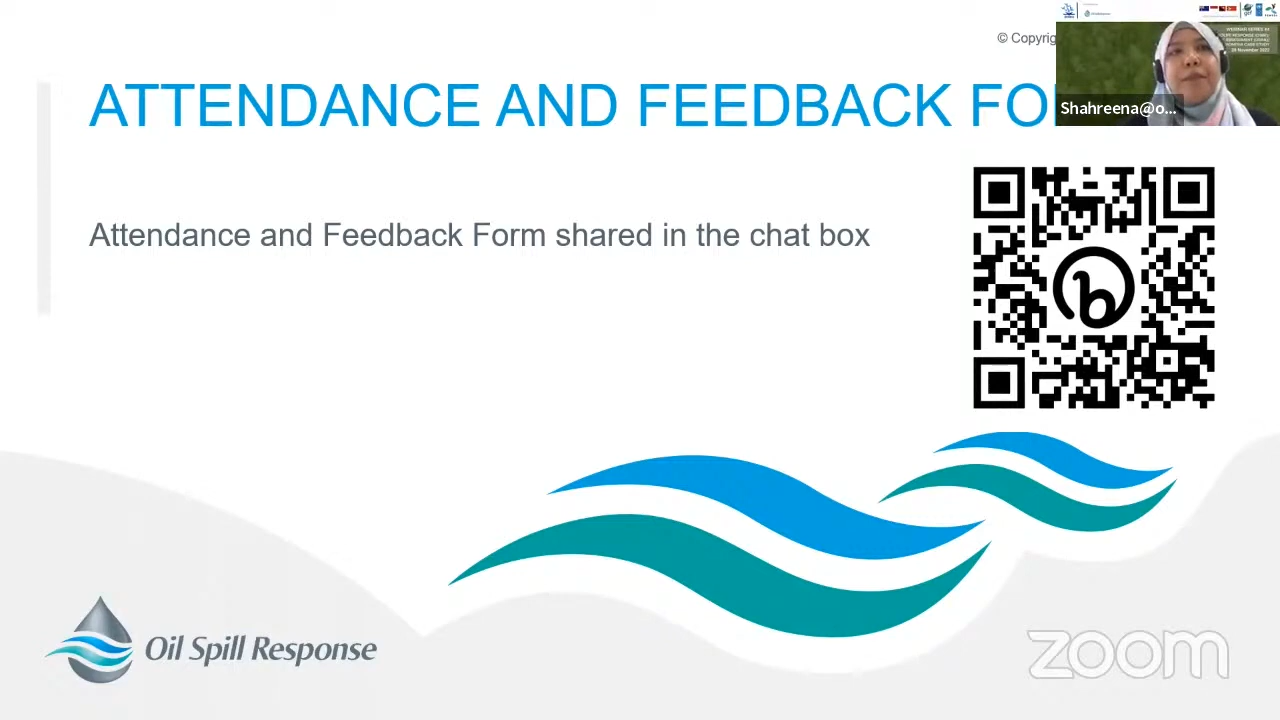 © Copyrig
ATTENDANCE AND FEEDBACK FO
Shahreena@o...
Attendance and Feedback Form shared in the chat box
b
Oil Spill Response
zoom